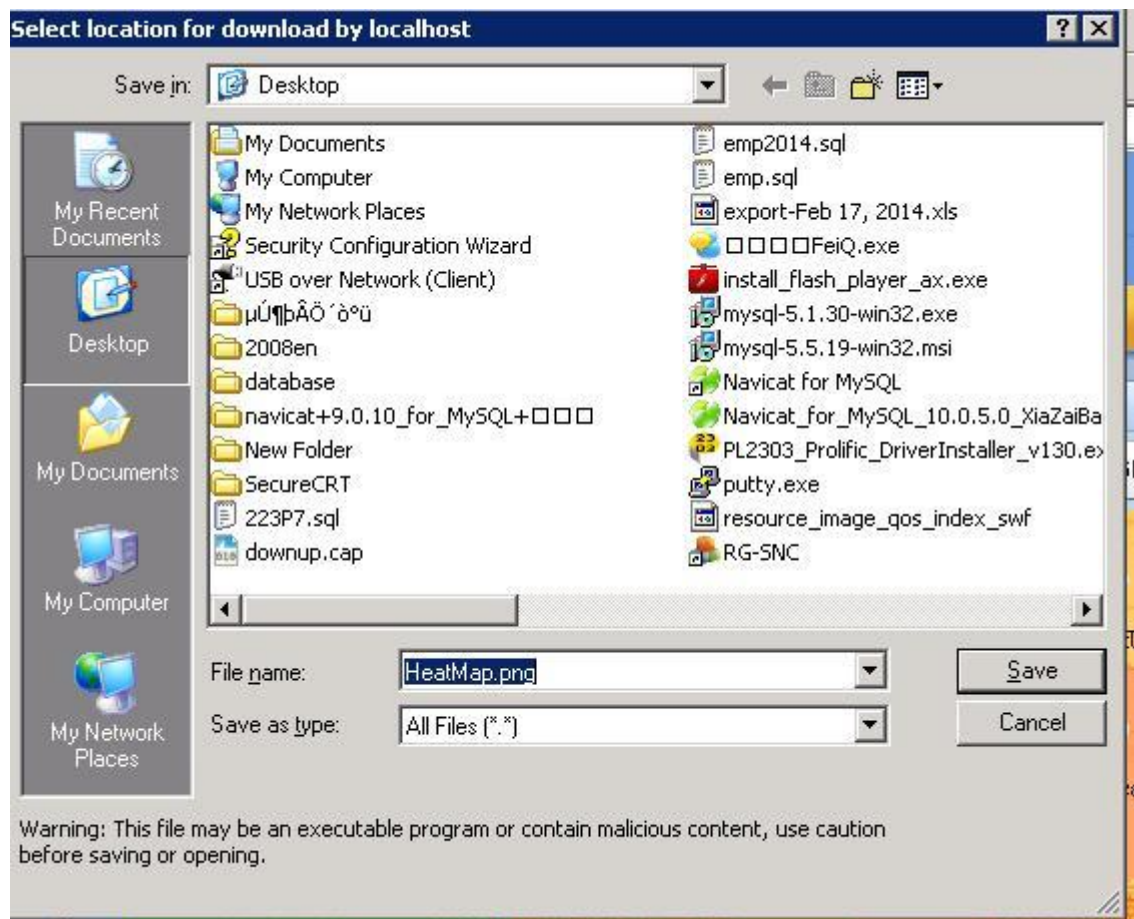 Select location for download by localhost
Save in:
Desktop
My Recent
Documents
Desktop
My Documents
My Computer
My Network
Places
My Documents
My Computer
My Network Places
Security Configuration Wizard
USB over Network (Client)
µÚ¶þÂÖ´ò°ü
2008en
database
navicat+9.0.10_for_MySQL+□□□
New Folder
SecureCRT
223P7.sql
downup.cap
emp2014.sql
emp.sql
export-Feb 17, 2014.xls
□□□□FeiQ.exe
install_flash_player_ax.exe
mysql-5.1.30-win32.exe
mysql-5.5.19-win32.msi
Navicat for MySQL
Navicat_for_MySQL_10.0.5.0_XiaZaiBa
PL2303_Prolific_DriverInstaller_v130.ex
putty.exe
resource_image_qos_index_swf
RG-SNC
File name:
HeatMap.png
Save
Save as type:
All Files (*.*)
Cancel
Warning: This file may be an executable program or contain malicious content, use caution
before saving or opening.